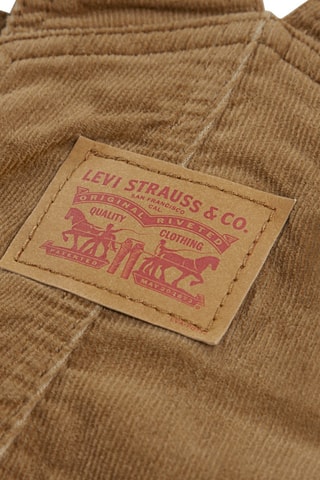 LEVI STRAUSS & CO.
SAN FRANCISCO
CAL.
ORIGINAL RIVETED
QUALITY CLOTHING
PATENTED MAY 20 1873